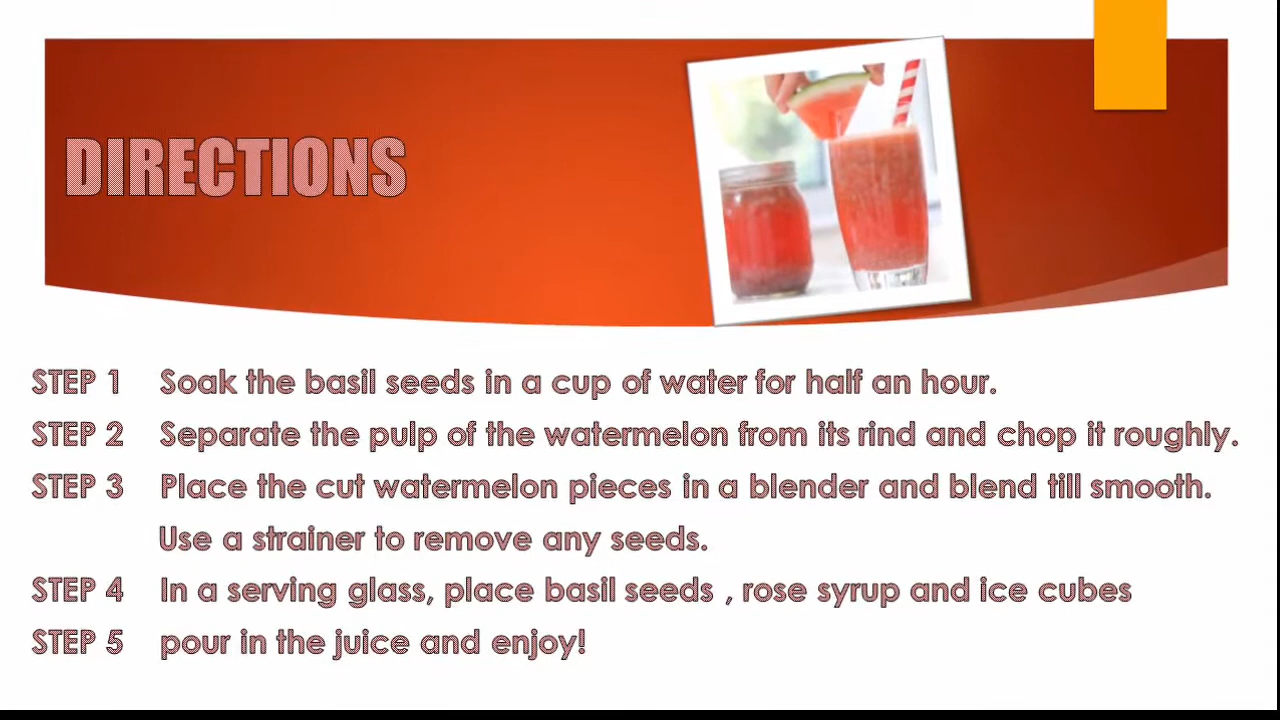 DIRECTIONS
STEP 1 Soak the basil seeds in a cup of water for half an hour.
STEP 2 Separate the pulp of the watermelon from its rind and chop it roughly.
STEP 3 Place the cut watermelon pieces in a blender and blend till smooth.
Use a strainer to remove any seeds.
STEP 4 In a serving glass, place basil seeds , rose syrup and ice cubes
STEP 5 pour in the juice and enjoy!